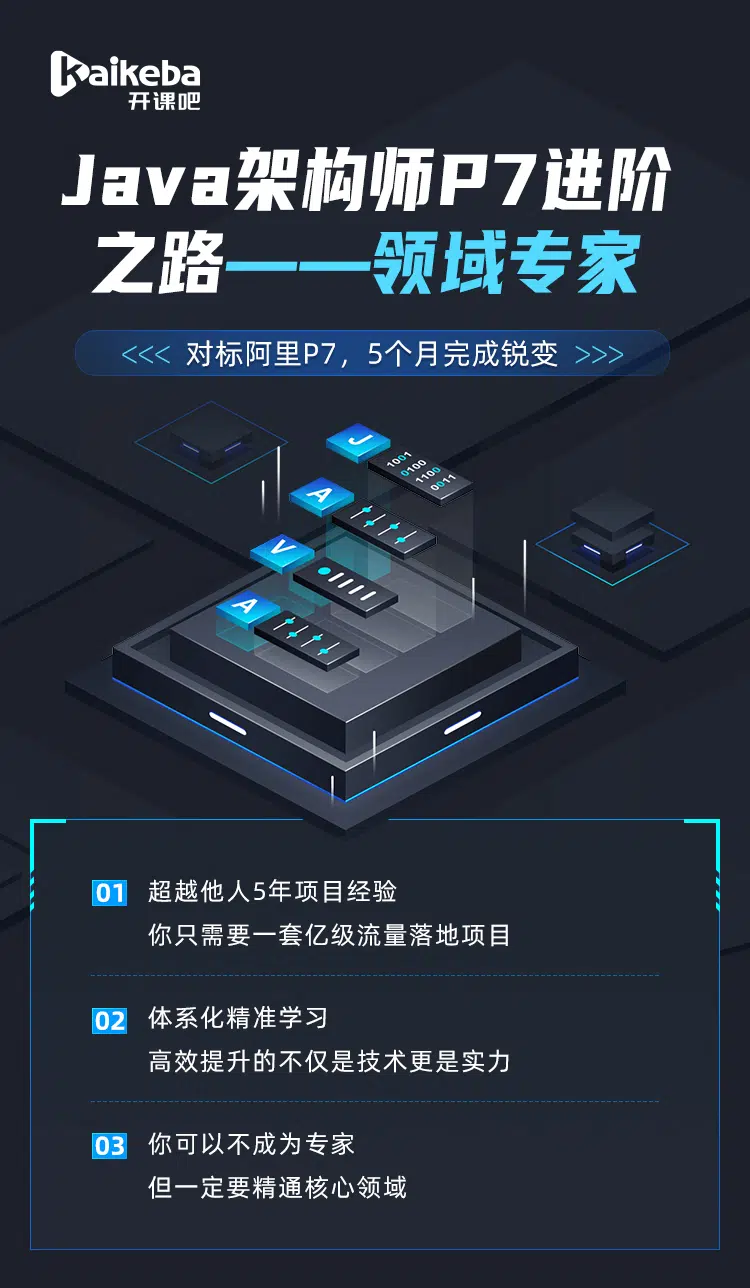 Kaikeba
开课吧
Java架构师P7进阶
之路——领域专家
<<< 对标阿里P7，5个月完成锐变 >>>
J
1001
0100
1100
0011
A
V
A
01 超越他人5年项目经验
你只需要一套亿级流量落地项目
02 体系化精准学习
高效提升的不仅是技术更是实力
03 你可以不成为专家
但一定要精通核心领域